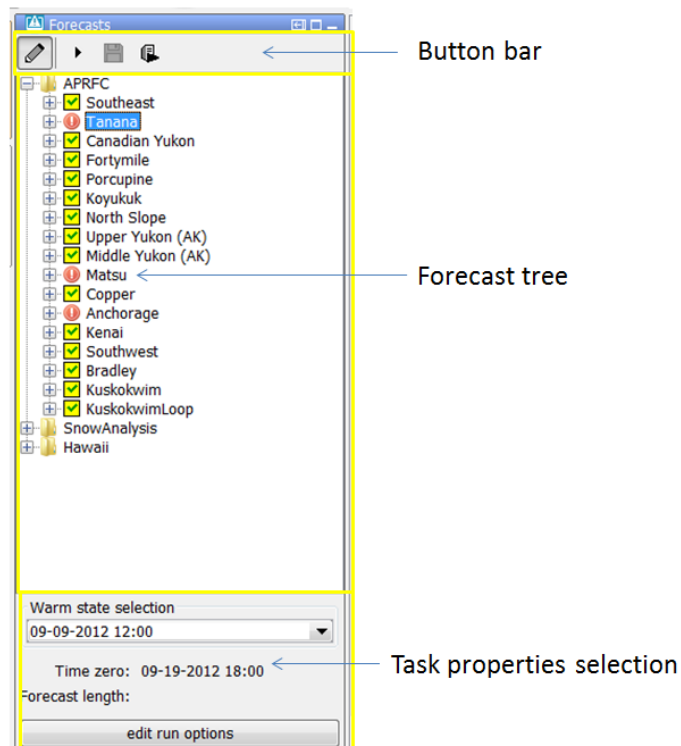 Forecasts
Button bar
APRFC
Southeast
Tanana
Canadian Yukon
Fortymile
Porcupine
Koyukuk
North Slope
Upper Yukon (AK)
Middle Yukon (AK)
Matsu
Forecast tree
Copper
Anchorage
Kenai
Southwest
Bradley
Kuskokwim
KuskokwimLoop
SnowAnalysis
Hawaii
Warm state selection
09-09-2012 12:00
Time zero: 09-19-2012 18:00
Task properties selection
Forecast length:
edit run options